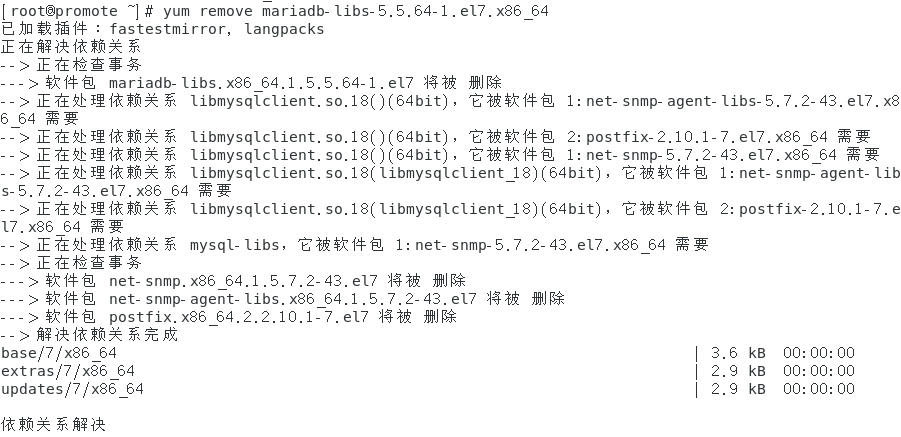 [root@promote ~]# yum remove mariadb-libs-5.5.64-1.el7.x86_64
已加载插件：fastestmirror, langpacks
正在解决依赖关系
--> 正在检查事务
---> 软件包 mariadb-libs.x86_64.1.5.5.64-1.el7 将被 删除
--> 正在处理依赖关系 libmysqlclient.so.18()(64bit)，它被软件包 1:net-snmp-agent-libs-5.7.2-43.el7.x8
6_64 需要
--> 正在处理依赖关系 libmysqlclient.so.18()(64bit)，它被软件包 2:postfix-2.10.1-7.el7.x86_64 需要
--> 正在处理依赖关系 libmysqlclient.so.18()(64bit)，它被软件包 1:net-snmp-5.7.2-43.el7.x86_64 需要
--> 正在处理依赖关系 libmysqlclient.so.18(libmysqlclient_18)(64bit)，它被软件包 1:net-snmp-agent-lib
s-5.7.2-43.el7.x86_64 需要
--> 正在处理依赖关系 libmysqlclient.so.18(libmysqlclient_18)(64bit)，它被软件包 2:postfix-2.10.1-7.e
l7.x86_64 需要
--> 正在处理依赖关系 mysql-libs，它被软件包 1:net-snmp-5.7.2-43.el7.x86_64 需要
--> 正在检查事务
---> 软件包 net-snmp.x86_64.1.5.7.2-43.el7 将被 删除
---> 软件包 net-snmp-agent-libs.x86_64.1.5.7.2-43.el7 将被 删除
---> 软件包 postfix.x86_64.2.2.10.1-7.el7 将被 删除
--> 解决依赖关系完成
base/7/x86_64 | 3.6 kB 00:00:00
extras/7/x86_64 | 2.9 kB 00:00:00
updates/7/x86_64 | 2.9 kB 00:00:00
依赖关系解决